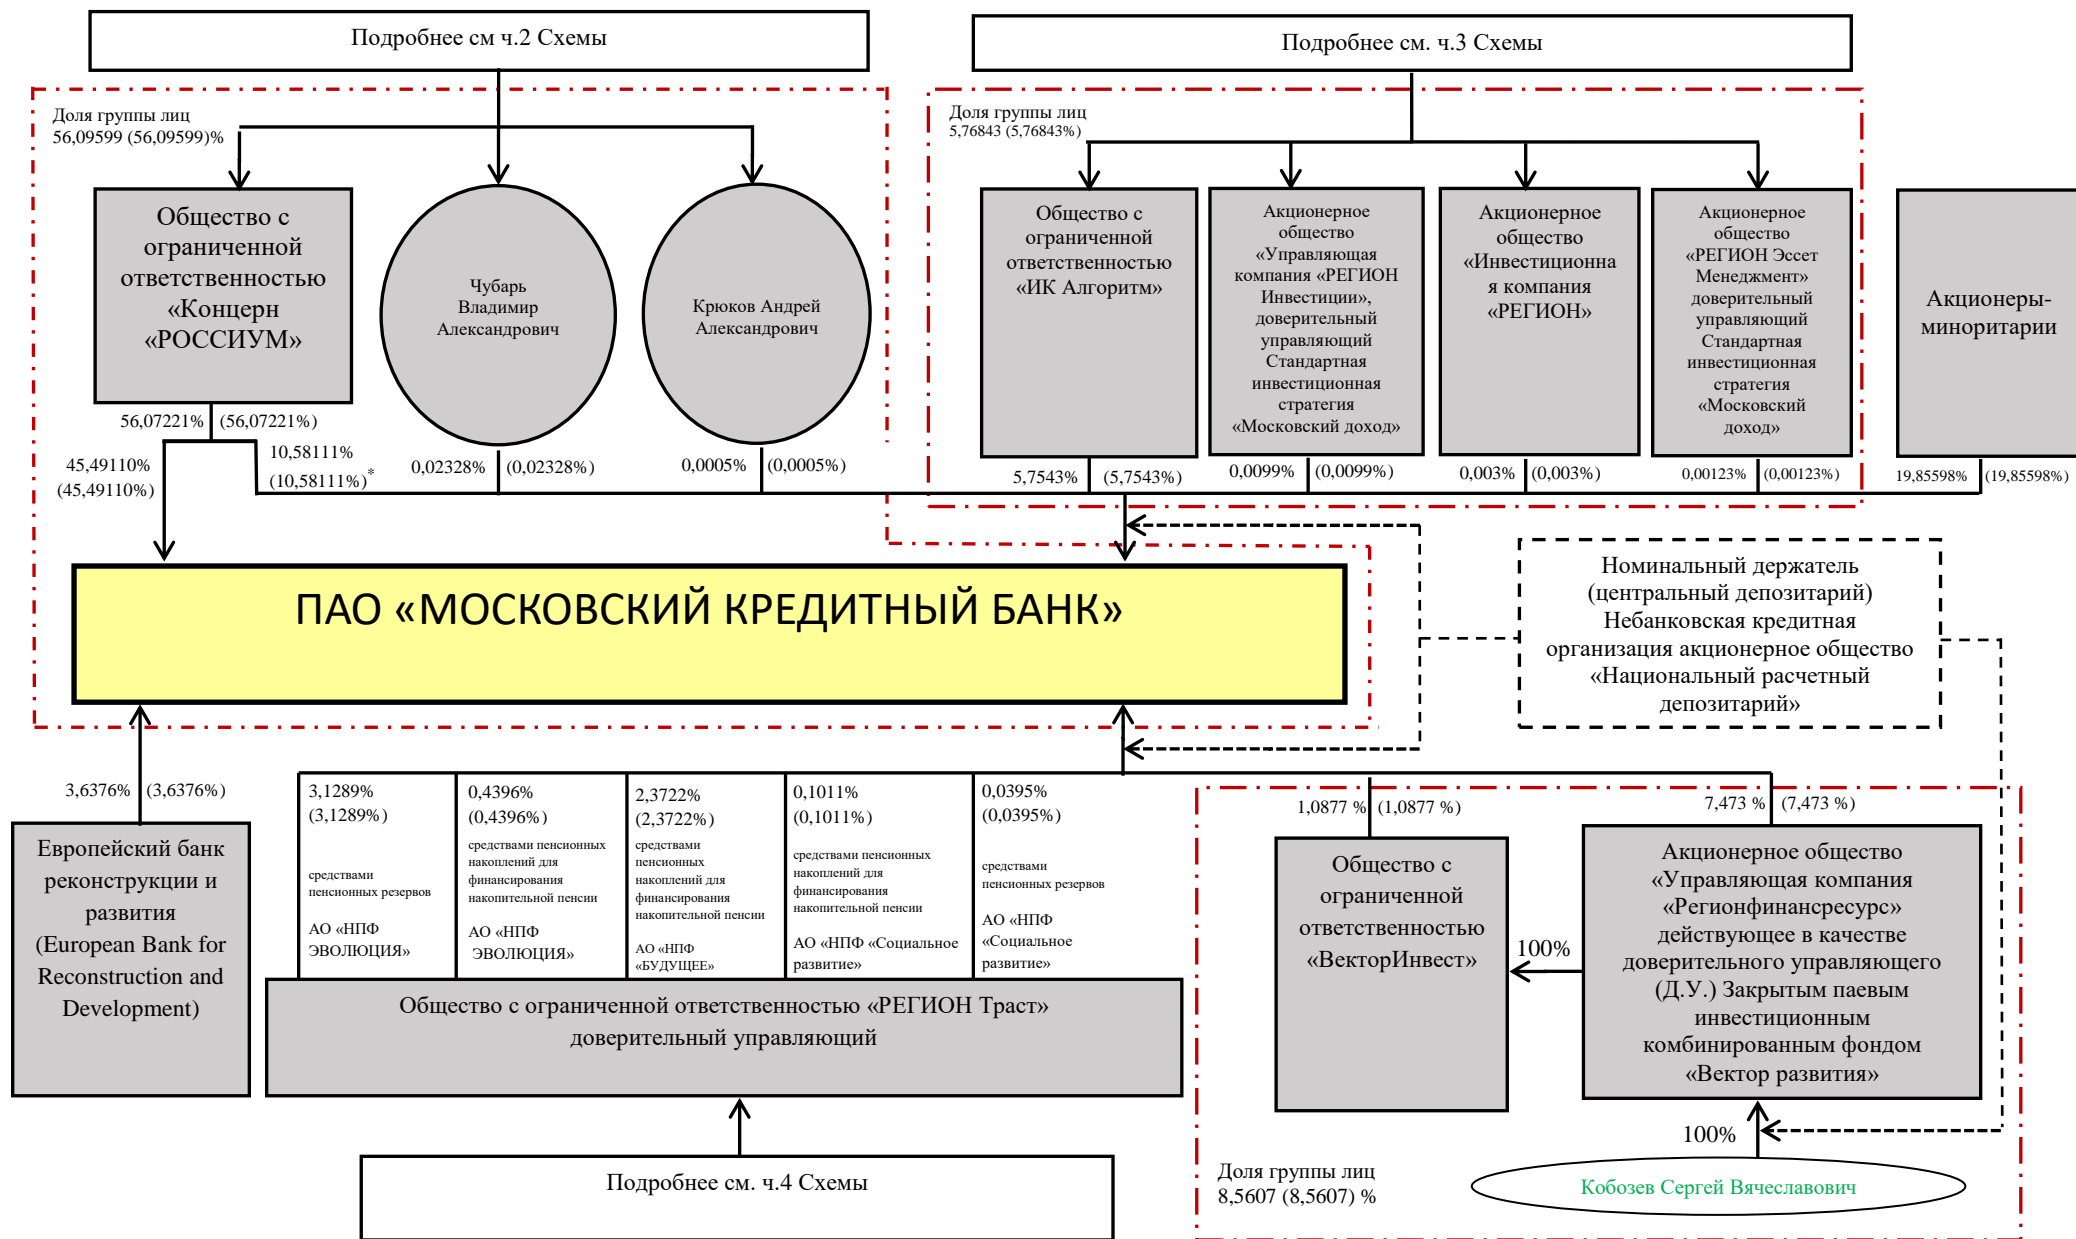 Подробнее см ч.2 Схемы
Подробнее см. ч.3 Схемы
Доля группы лиц
56,09599 (56,09599)%
Доля группы лиц
5,76843 (5,76843%)
Общество с
ограниченной
ответственностью
«Концерн
«РОССИУМ»
Чубарь
Владимир
Александрович
Крюков Андрей
Александрович
Общество с
ограниченной
ответственностью
«ИК Алгоритм»
Акционерное
общество
«Управляющая
компания «РЕГИОН
Инвестиции»,
доверительный
управляющий
Стандартная
инвестиционная
стратегия
«Московский доход»
Акционерное
общество
«Инвестиционна
я компания
«РЕГИОН»
Акционерное
общество
«РЕГИОН Эссет
Менеджмент»
доверительный
управляющий
Стандартная
инвестиционная
стратегия
«Московский
доход»
Акционеры-
миноритарии
56,07221% (56,07221%)
45,49110%
(45,49110%)
10,58111%
(10,58111%)*
0,02328% (0,02328%)
0,0005% (0,0005%)
5,7543% (5,7543%)
0,0099% (0,0099%)
0,003% (0,003%)
0,00123% (0,00123%)
19,85598% (19,85598%)
ПАО «МОСКОВСКИЙ КРЕДИТНЫЙ БАНК»
Номинальный держатель
(центральный депозитарий)
Небанковская кредитная
организация акционерное общество
«Национальный расчетный
депозитарий»
3,6376% (3,6376%)
Европейский банк
реконструкции и
развития
(European Bank for
Reconstruction and
Development)
3,1289%
(3,1289%)
средствами
пенсионных резервов
АО «НПФ
ЭВОЛЮЦИЯ»
0,4396%
(0,4396%)
средствами пенсионных
накоплений для
финансирования
накопительной пенсии
АО «НПФ
ЭВОЛЮЦИЯ»
2,3722%
(2,3722%)
средствами
пенсионных
накоплений для
финансирования
накопительной пенсии
АО «НПФ
«БУДУЩЕЕ»
0,1011%
(0,1011%)
средствами пенсионных
накоплений для
финансирования
накопительной пенсии
АО «НПФ «Социальное
развитие»
0,0395%
(0,0395%)
средствами
пенсионных резервов
АО «НПФ
«Социальное
развитие»
Общество с ограниченной ответственностью «РЕГИОН Траст»
доверительный управляющий
Подробнее см. ч.4 Схемы
1,0877 % (1,0877 %)
7,473 % (7,473 %)
Общество с
ограниченной
ответственностью
«ВекторИнвест»
100%
Акционерное общество
«Управляющая компания
«Регионфинансресурс»
действующее в качестве
доверительного управляющего
(Д.У.) Закрытым паевым
инвестиционным
комбинированным фондом
«Вектор развития»
100%
Доля группы лиц
8,5607 (8,5607) %
Кобозев Сергей Вячеславович